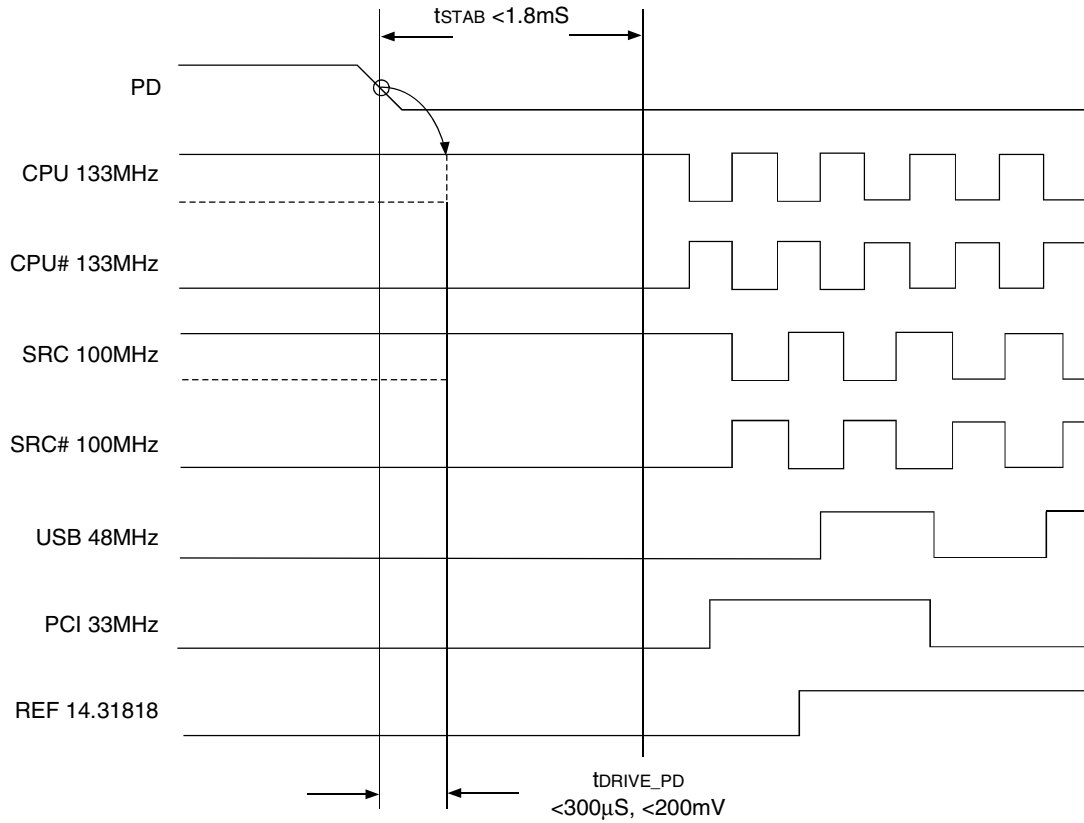 tSTAB <1.8mS
PD
CPU 133MHz
CPU# 133MHz
SRC 100MHz
SRC# 100MHz
USB 48MHz
PCI 33MHz
REF 14.31818
tDRIVE_PD
<300µS, <200mV